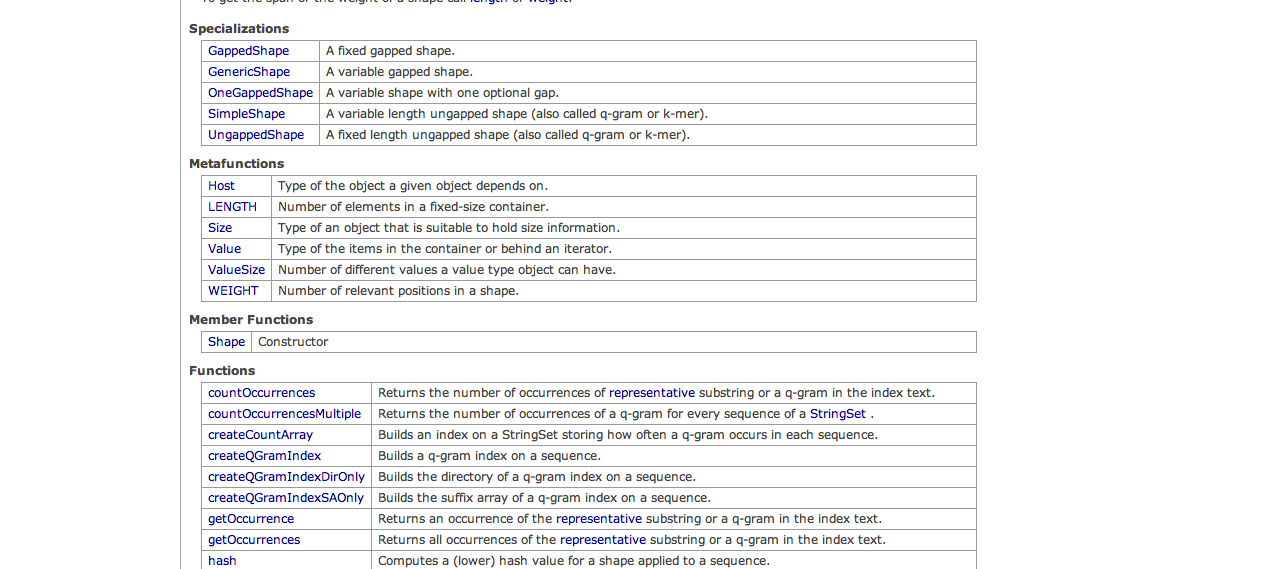 To get the span or the weight of a shape call length or weight.
Specializations
GappedShape A fixed gapped shape.
GenericShape A variable gapped shape.
OneGappedShape A variable shape with one optional gap.
SimpleShape A variable length ungapped shape (also called q-gram or k-mer).
UngappedShape A fixed length ungapped shape (also called q-gram or k-mer).
Metafunctions
Host Type of the object a given object depends on.
LENGTH Number of elements in a fixed-size container.
Size Type of an object that is suitable to hold size information.
Value Type of the items in the container or behind an iterator.
ValueSize Number of different values a value type object can have.
WEIGHT Number of relevant positions in a shape.
Member Functions
Shape Constructor
Functions
countOccurrences Returns the number of occurrences of representative substring or a q-gram in the index text.
countOccurrencesMultiple Returns the number of occurrences of a q-gram for every sequence of a StringSet .
createCountArray Builds an index on a StringSet storing how often a q-gram occurs in each sequence.
createQGramIndex Builds a q-gram index on a sequence.
createQGramIndexDirOnly Builds the directory of a q-gram index on a sequence.
createQGramIndexSAOnly Builds the suffix array of a q-gram index on a sequence.
getOccurrence Returns an occurrence of the representative substring or a q-gram in the index text.
getOccurrences Returns all occurrences of the representative substring or a q-gram in the index text.
hash Computes a (lower) hash value for a shape applied to a sequence.